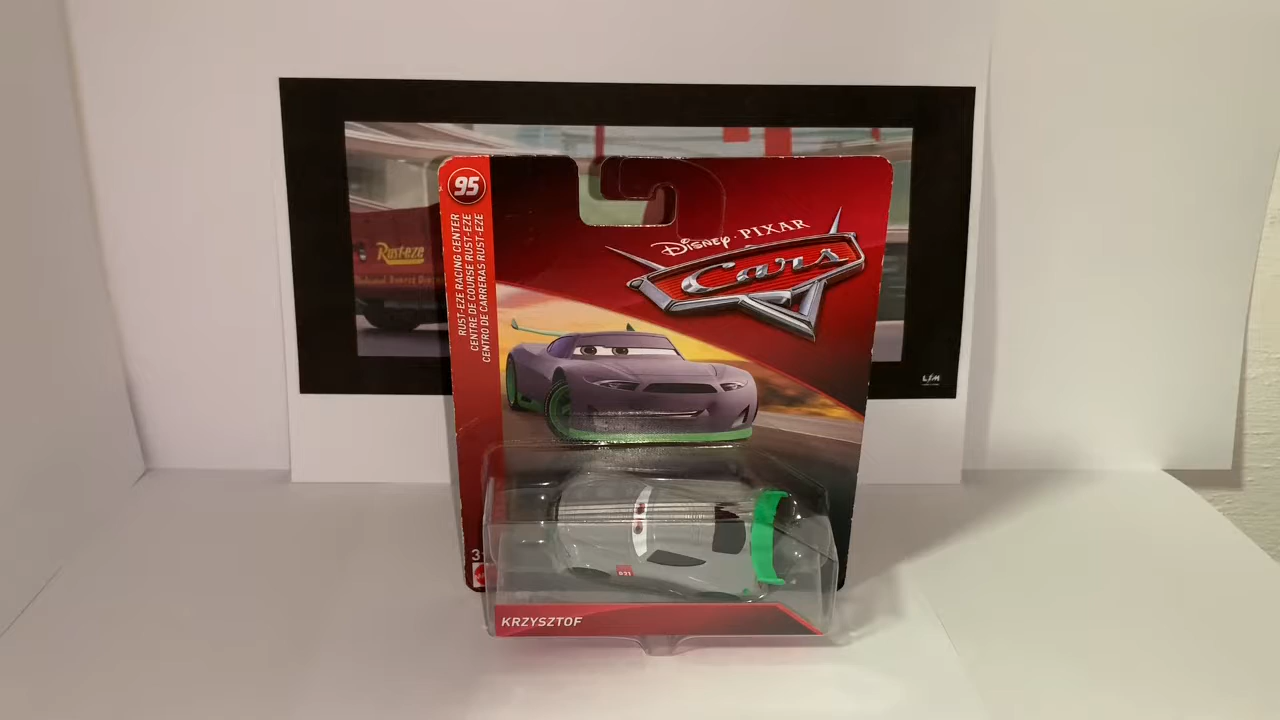 95
RUST-EZE RACING CENTER
CENTRE DE COURSE RUST-EZE
CENTRO DE CARRERAS RUST-EZE
DISNEY·PIXAR
Cars
Rust-eze
3+
KRZYSZTOF